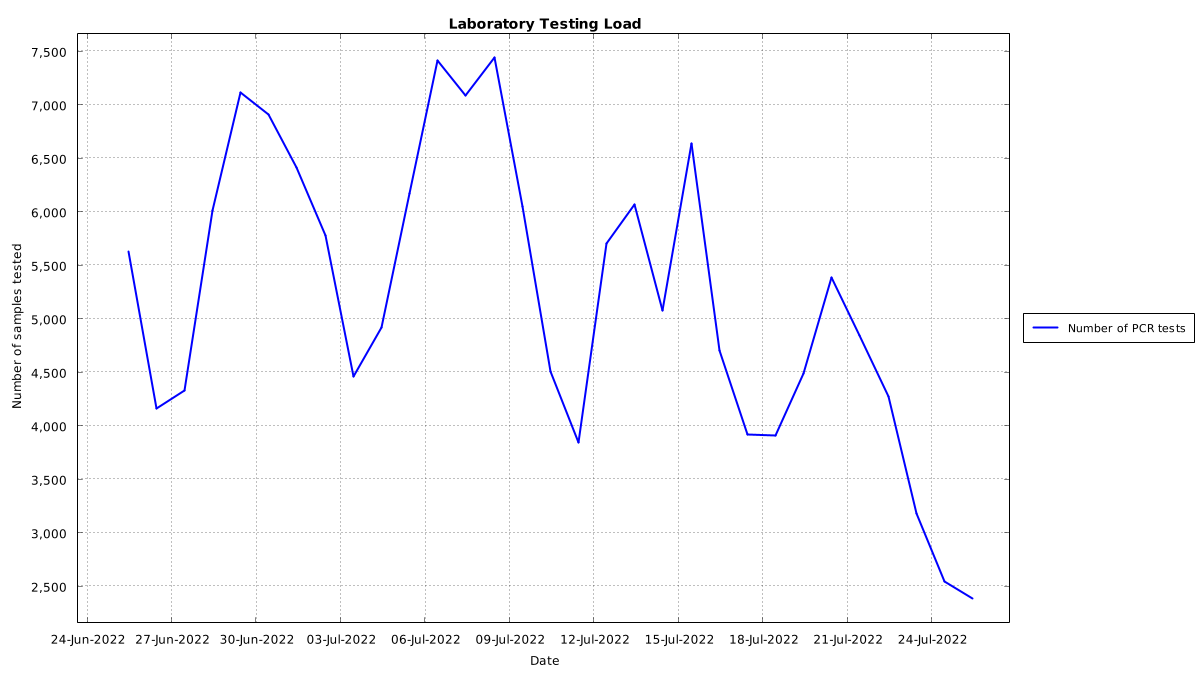 Laboratory Testing Load
7,500
7,000
6,500
6,000
5,500
5,000
4,500
4,000
3,500
3,000
2,500
Number of samples tested
24-Jun-2022 27-Jun-2022 30-Jun-2022 03-Jul-2022 06-Jul-2022 09-Jul-2022 12-Jul-2022 15-Jul-2022 18-Jul-2022 21-Jul-2022 24-Jul-2022
Date
Number of PCR tests